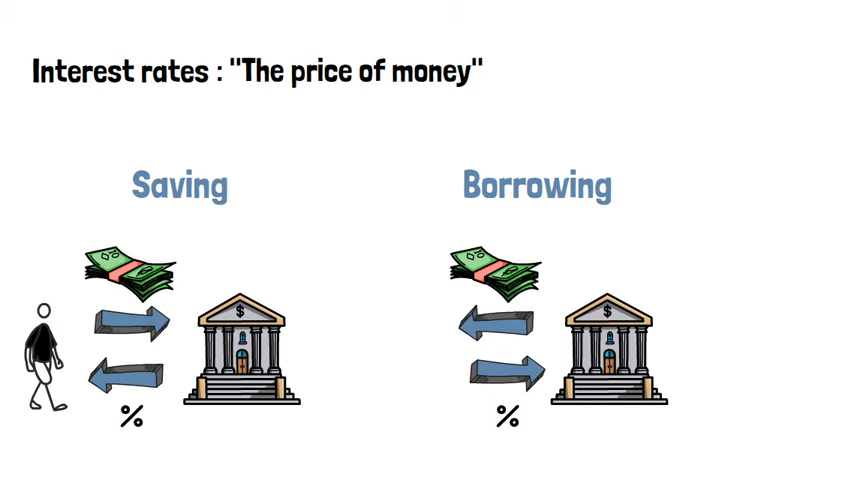 Interest rates : "The price of money"
Saving
Borrowing
$
$
%
%